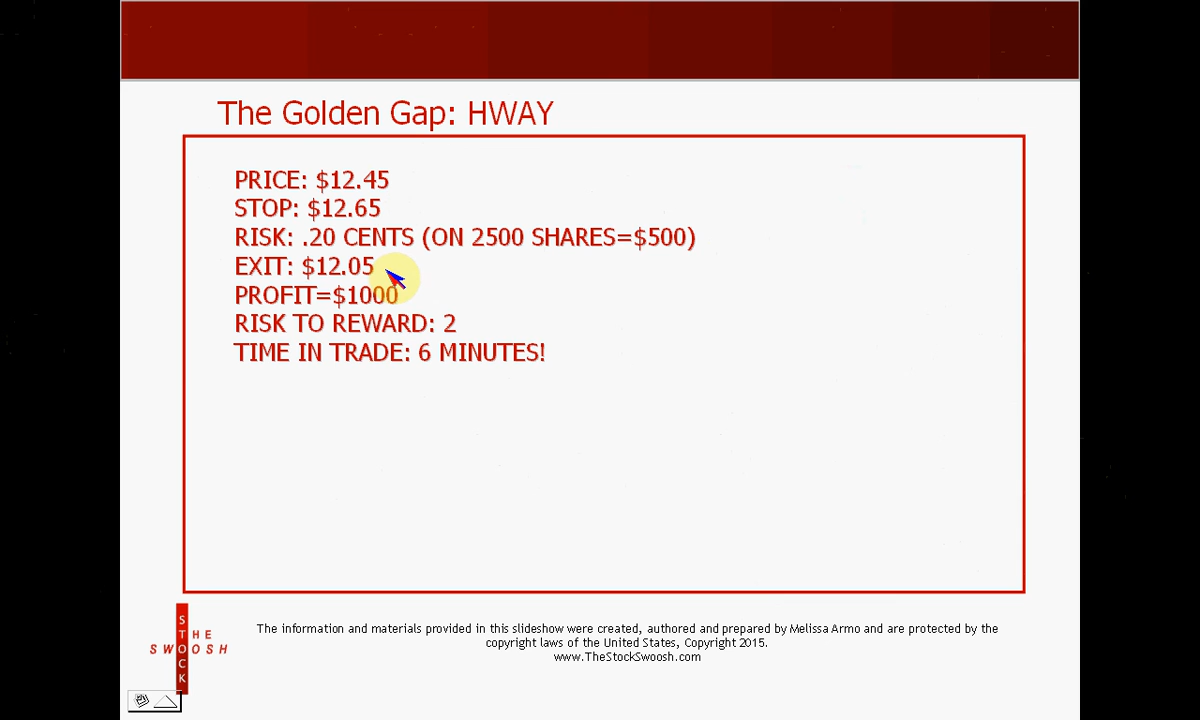 The Golden Gap: HWAY
PRICE: $12.45
STOP: $12.65
RISK: .20 CENTS (ON 2500 SHARES=$500)
EXIT: $12.05
PROFIT=$1000
RISK TO REWARD: 2
TIME IN TRADE: 6 MINUTES!
THE
STOCK
SWOOSH
The information and materials provided in this slideshow were created, authored and prepared by Melissa Armo and are protected by the
copyright laws of the United States, Copyright 2015.
www.TheStockSwoosh.com